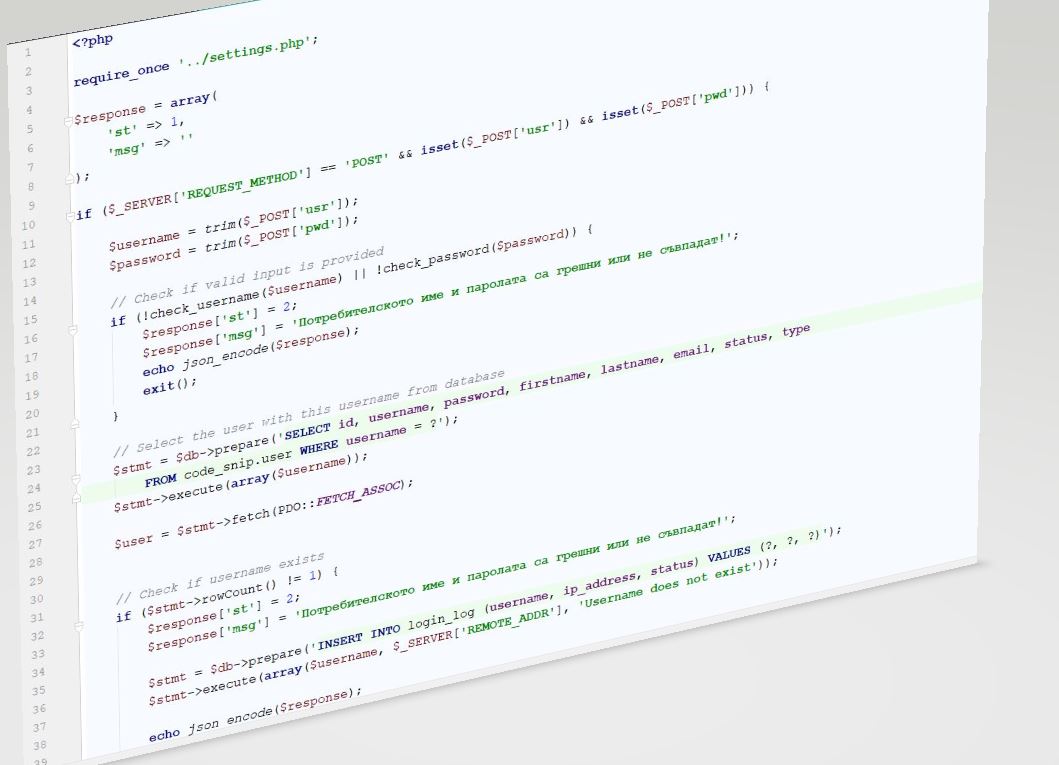 1 <?php
2
3 require_once '../settings.php';
4
5 $response = array(
6 'st' => 1,
7 'msg' => ''
8 );
9
10 if ($_SERVER['REQUEST_METHOD'] == 'POST' && isset($_POST['usr']) && isset($_POST['pwd'])) {
11
12 $username = trim($_POST['usr']);
13 $password = trim($_POST['pwd']);
14
15 // Check if valid input is provided
16 if (!check_username($username) || !check_password($password)) {
17 $response['st'] = 2;
18 $response['msg'] = 'Потребителското име и паролата са грешни или не съвпадат!';
19 echo json_encode($response);
20 exit();
21 }
22
23 // Select the user with this username from database
24 $stmt = $db->prepare('SELECT id, username, password, firstname, lastname, email, status, type
25 FROM code_snip.user WHERE username = ?');
26 $stmt->execute(array($username));
27
28 $user = $stmt->fetch(PDO::FETCH_ASSOC);
29
30
31 // Check if username exists
32 if ($stmt->rowCount() != 1) {
33 $response['st'] = 2;
34 $response['msg'] = 'Потребителското име и паролата са грешни или не съвпадат!';
35
36 $stmt = $db->prepare('INSERT INTO login_log (username, ip_address, status) VALUES (?, ?, ?)');
37 $stmt->execute(array($username, $_SERVER['REMOTE_ADDR'], 'Username does not exist'));
38
39 echo json_encode($response);